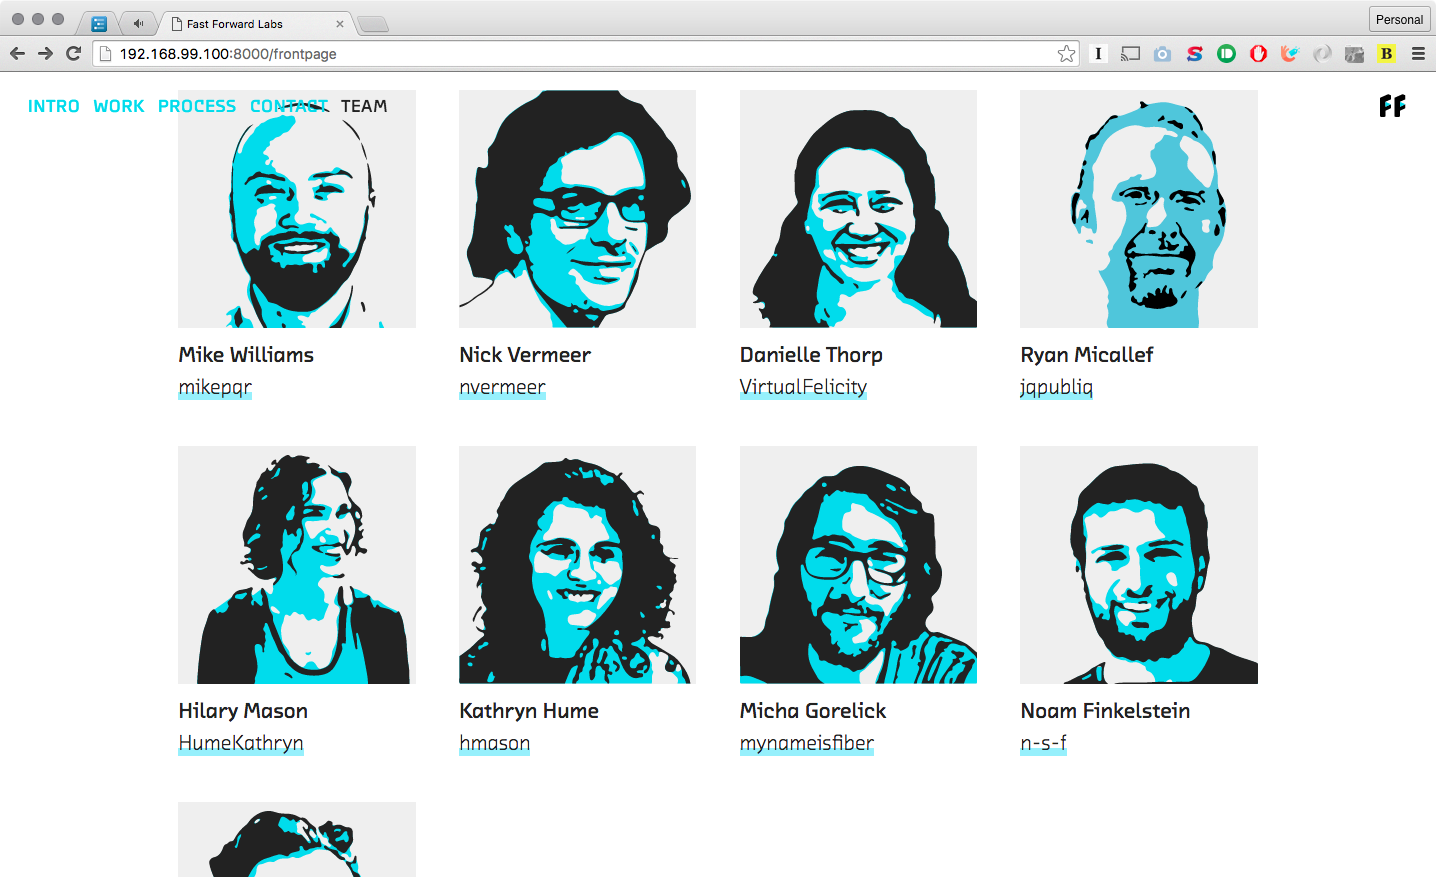 Fast Forward Labs
Personal
192.168.99.100:8000/frontpage
INTRO WORK PROCESS CONTACT TEAM
FF
Mike Williams
mikepqr
Nick Vermeer
nvermeer
Danielle Thorp
VirtualFelicity
Ryan Micallef
jqpubliq
Hilary Mason
HumeKathryn
Kathryn Hume
hmason
Micha Gorelick
mynameisfiber
Noam Finkelstein
n-s-f